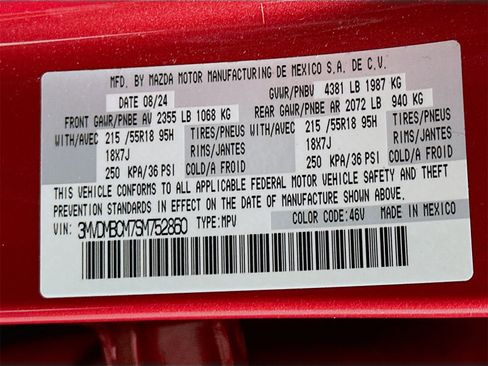 MFD. BY MAZDA MOTOR MANUFACTURING DE MEXICO S.A. DE C.V.
DATE 08/24 GVWR/PNBV 4381 LB 1987 KG
FRONT GAWR/PNBE AV 2355 LB 1068 KG REAR GAWR/PNBE AR 2072 LB 940 KG
WITH/AVEC 215 /55R18 95H TIRES/PNEUS WITH/AVEC 215 /55R18 95H TIRES/PNEUS
18X7J RIMS/JANTES 18X7J RIMS/JANTES
250 KPA/36 PSI COLD/A FROID 250 KPA/36 PSI COLD/A FROID
THIS VEHICLE CONFORMS TO ALL APPLICABLE FEDERAL MOTOR VEHICLE SAFETY AND THEFT
PREVENTION STANDARDS IN EFFECT ON THE DATE OF MANUFACTURE SHOWN ABOVE.
VIN: 3MVDMBCM7SM752860 TYPE:MPV COLOR CODE:46V MADE IN MEXICO